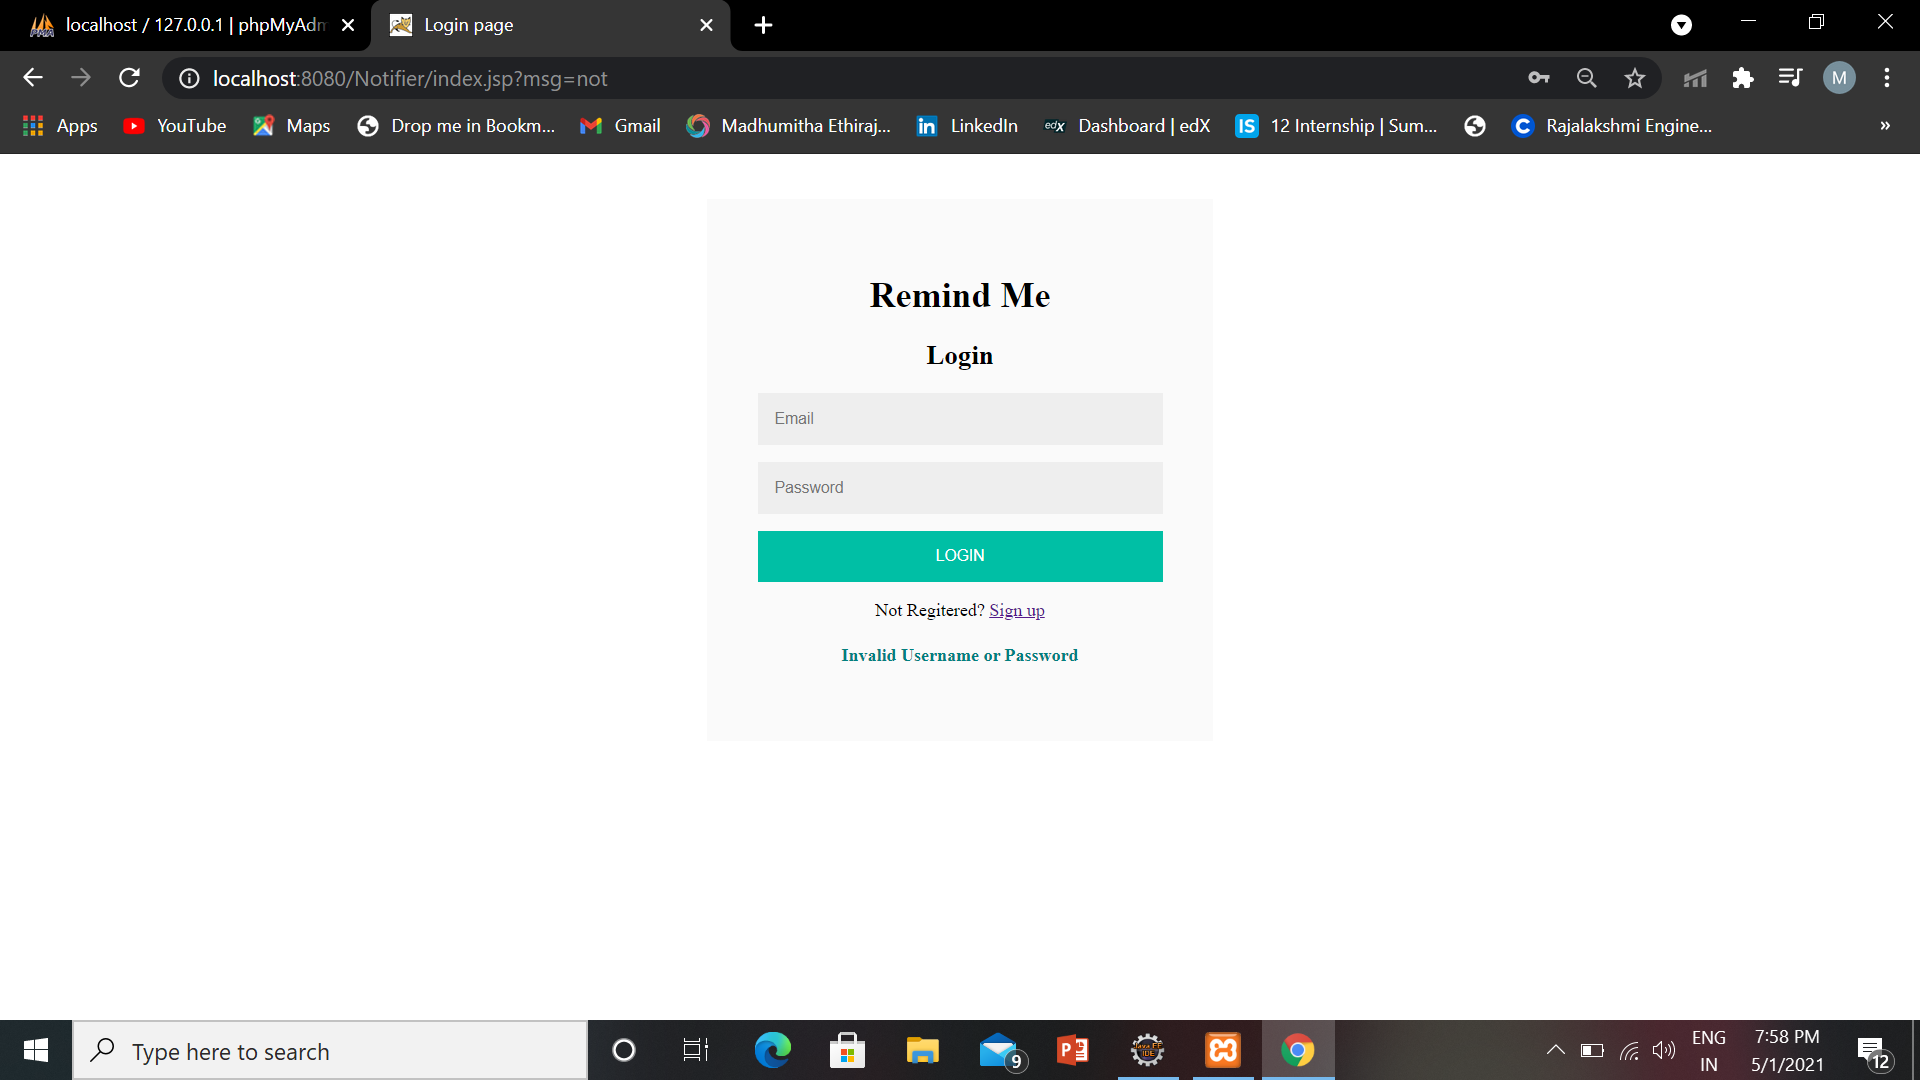 localhost / 127.0.0.1 | phpMyAdm
Login page
localhost:8080/Notifier/index.jsp?msg=not
M
Apps
YouTube
Maps
Drop me in Bookm...
Gmail
Madhumitha Ethiraj...
LinkedIn
edX
Dashboard | edX
IS
12 Internship | Sum...
Rajalakshmi Engine...
»
Remind Me
Login
Email
Password
LOGIN
Not Regitered? Sign up
Invalid Username or Password
Type here to search
9
ENG
IN
7:58 PM
5/1/2021
12